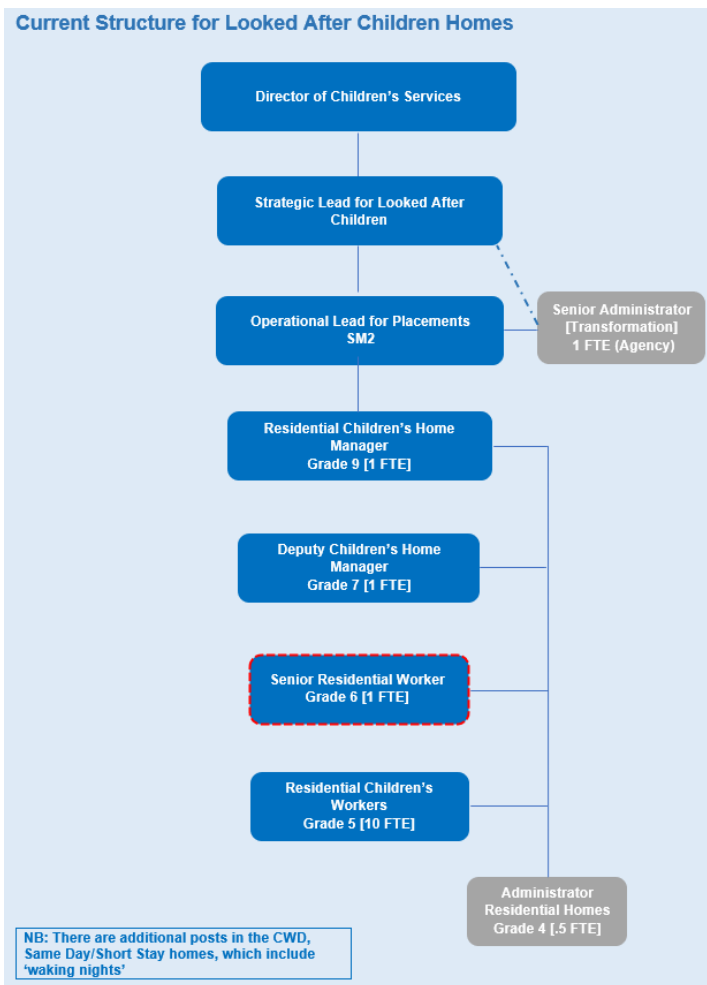 Current Structure for Looked After Children Homes
Director of Children's Services
Strategic Lead for Looked After
Children
Operational Lead for Placements
SM2
Senior Administrator
[Transformation]
1 FTE (Agency)
Residential Children's Home
Manager
Grade 9 [1 FTE]
Deputy Children's Home
Manager
Grade 7 [1 FTE]
Senior Residential Worker
Grade 6 [1 FTE]
Residential Children's
Workers
Grade 5 [10 FTE]
Administrator
Residential Homes
Grade 4 [.5 FTE]
NB: There are additional posts in the CWD,
Same Day/Short Stay homes, which include
‘waking nights’